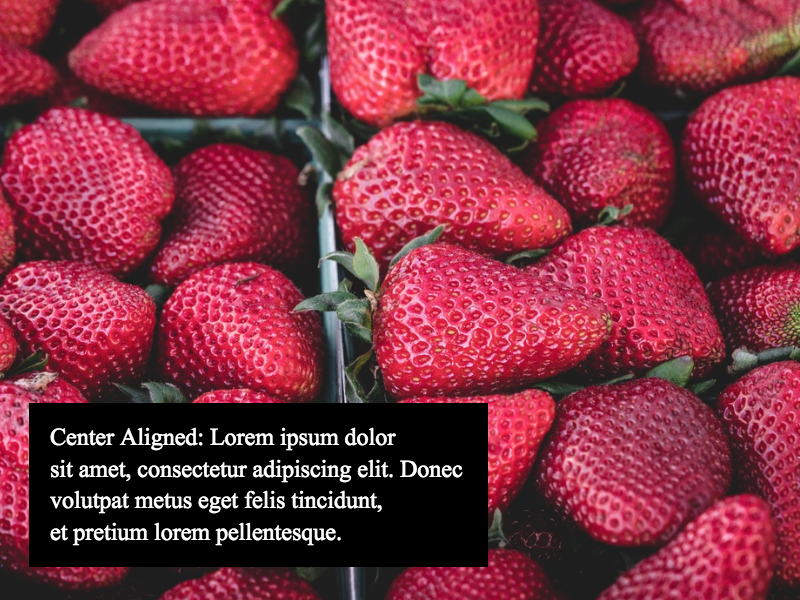 Center Aligned: Lorem ipsum dolor
sit amet, consectetur adipiscing elit. Donec
volutpat metus eget felis tincidunt,
et pretium lorem pellentesque.